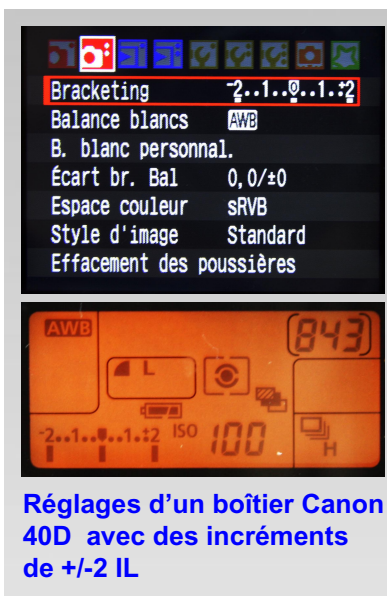 Bracketing -2..1..0..1..+2
Balance blancs AWB
B. blanc personnal.
Écart br. Bal 0,0/±0
Espace couleur sRVB
Style d'image Standard
Effacement des poussières
AWB [843]
L
-2..1..0..1..+2 ISO 100 H
Réglages d'un boîtier Canon
40D avec des incréments
de +/-2 IL